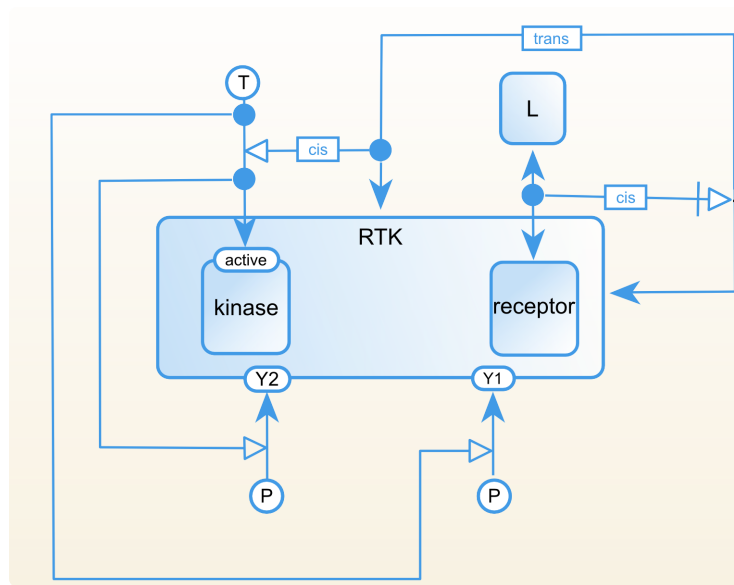 trans
T
L
cis
cis
RTK
active
kinase
receptor
Y2
Y1
P
P